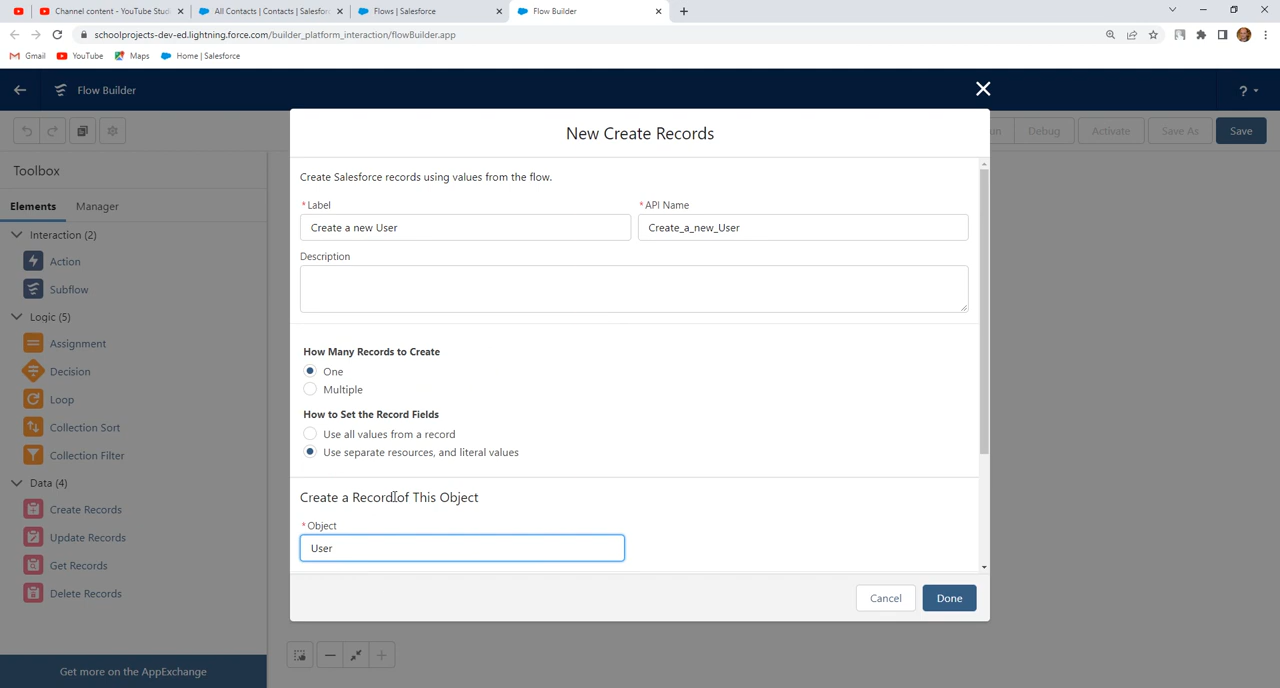 Channel content - YouTube Stud
All Contacts | Contacts | Salesfor
Flows | Salesforce
Flow Builder
schoolprojects-dev-ed.lightning.force.com/builder_platform_interaction/flowBuilder.app
Gmail
YouTube
Maps
Home | Salesforce
Flow Builder
?
New Create Records
un
Debug
Activate
Save As
Save
Toolbox
Create Salesforce records using values from the flow.
Elements
Manager
* Label
* API Name
Create a new User
Create_a_new_User
Interaction (2)
Action
Description
Subflow
Logic (5)
Assignment
How Many Records to Create
Decision
One
Multiple
Loop
How to Set the Record Fields
Collection Sort
Use all values from a record
Collection Filter
Use separate resources, and literal values
Data (4)
Create a Record of This Object
Create Records
* Object
Update Records
User
Get Records
Delete Records
Cancel
Done
Get more on the AppExchange